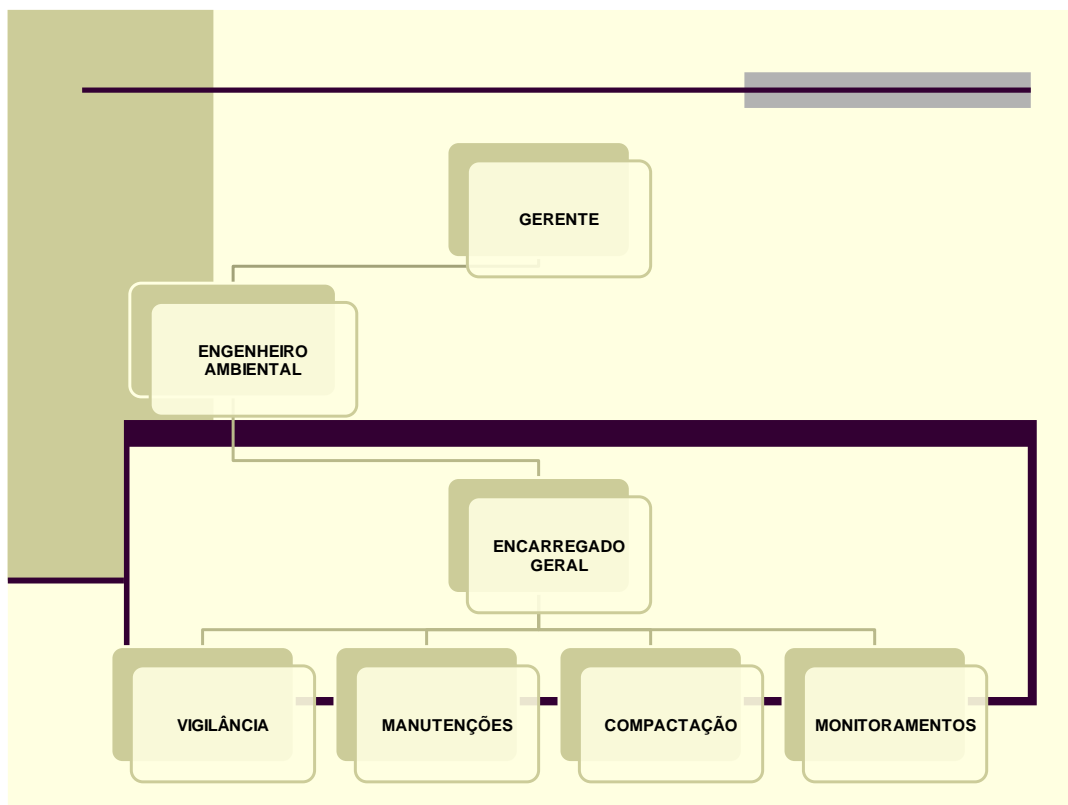 GERENTE
ENGENHEIRO
AMBIENTAL
ENCARREGADO
GERAL
VIGILÂNCIA
MANUTENÇÕES
COMPACTAÇÃO
MONITORAMENTOS